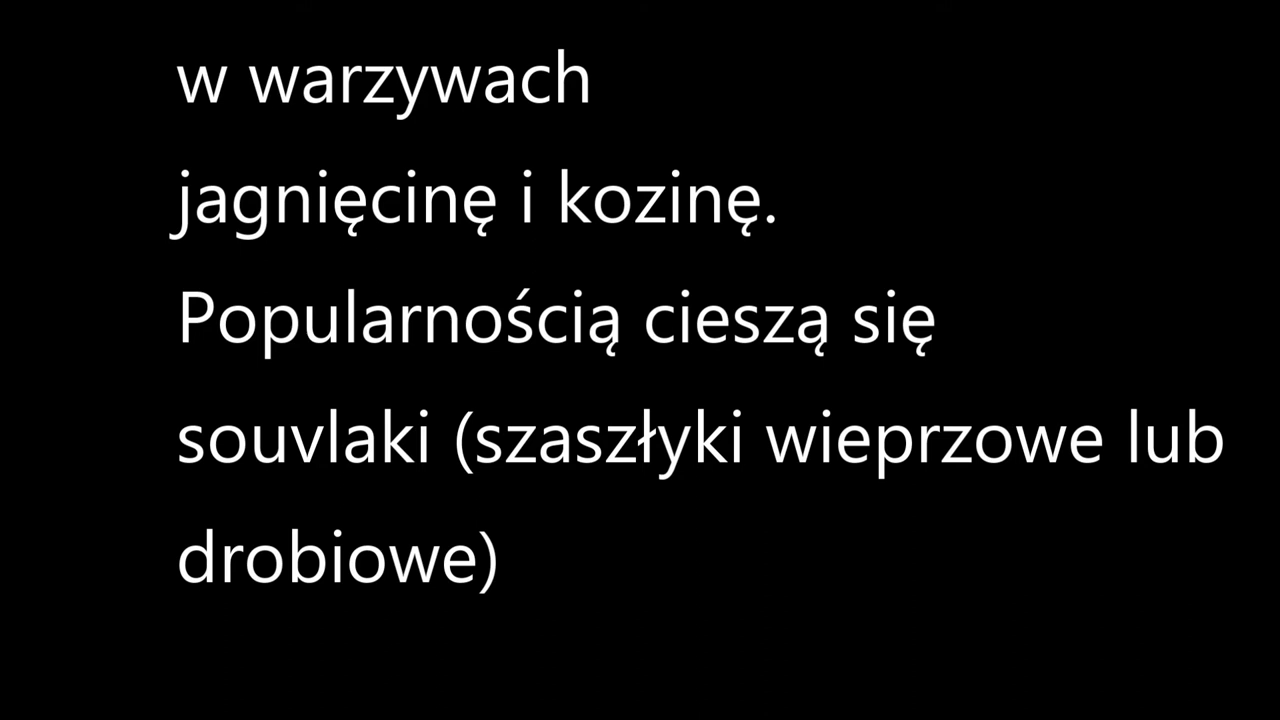 w warzywach
jagnięcinę i kozinę.
Popularnością cieszą się
souvlaki (szaszłyki wieprzowe lub
drobiowe)